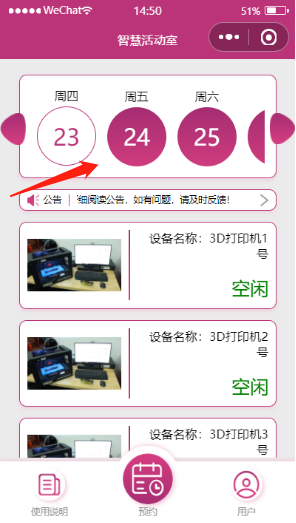 WeChat 14:50 51%
智慧活动室
周四 周五 周六
23 24 25
公告 细阅读公告，如有问题，请及时反馈！
设备名称：3D打印机1
号
空闲
设备名称：3D打印机2
号
空闲
设备名称：3D打印机3
号
使用说明 预约 用户